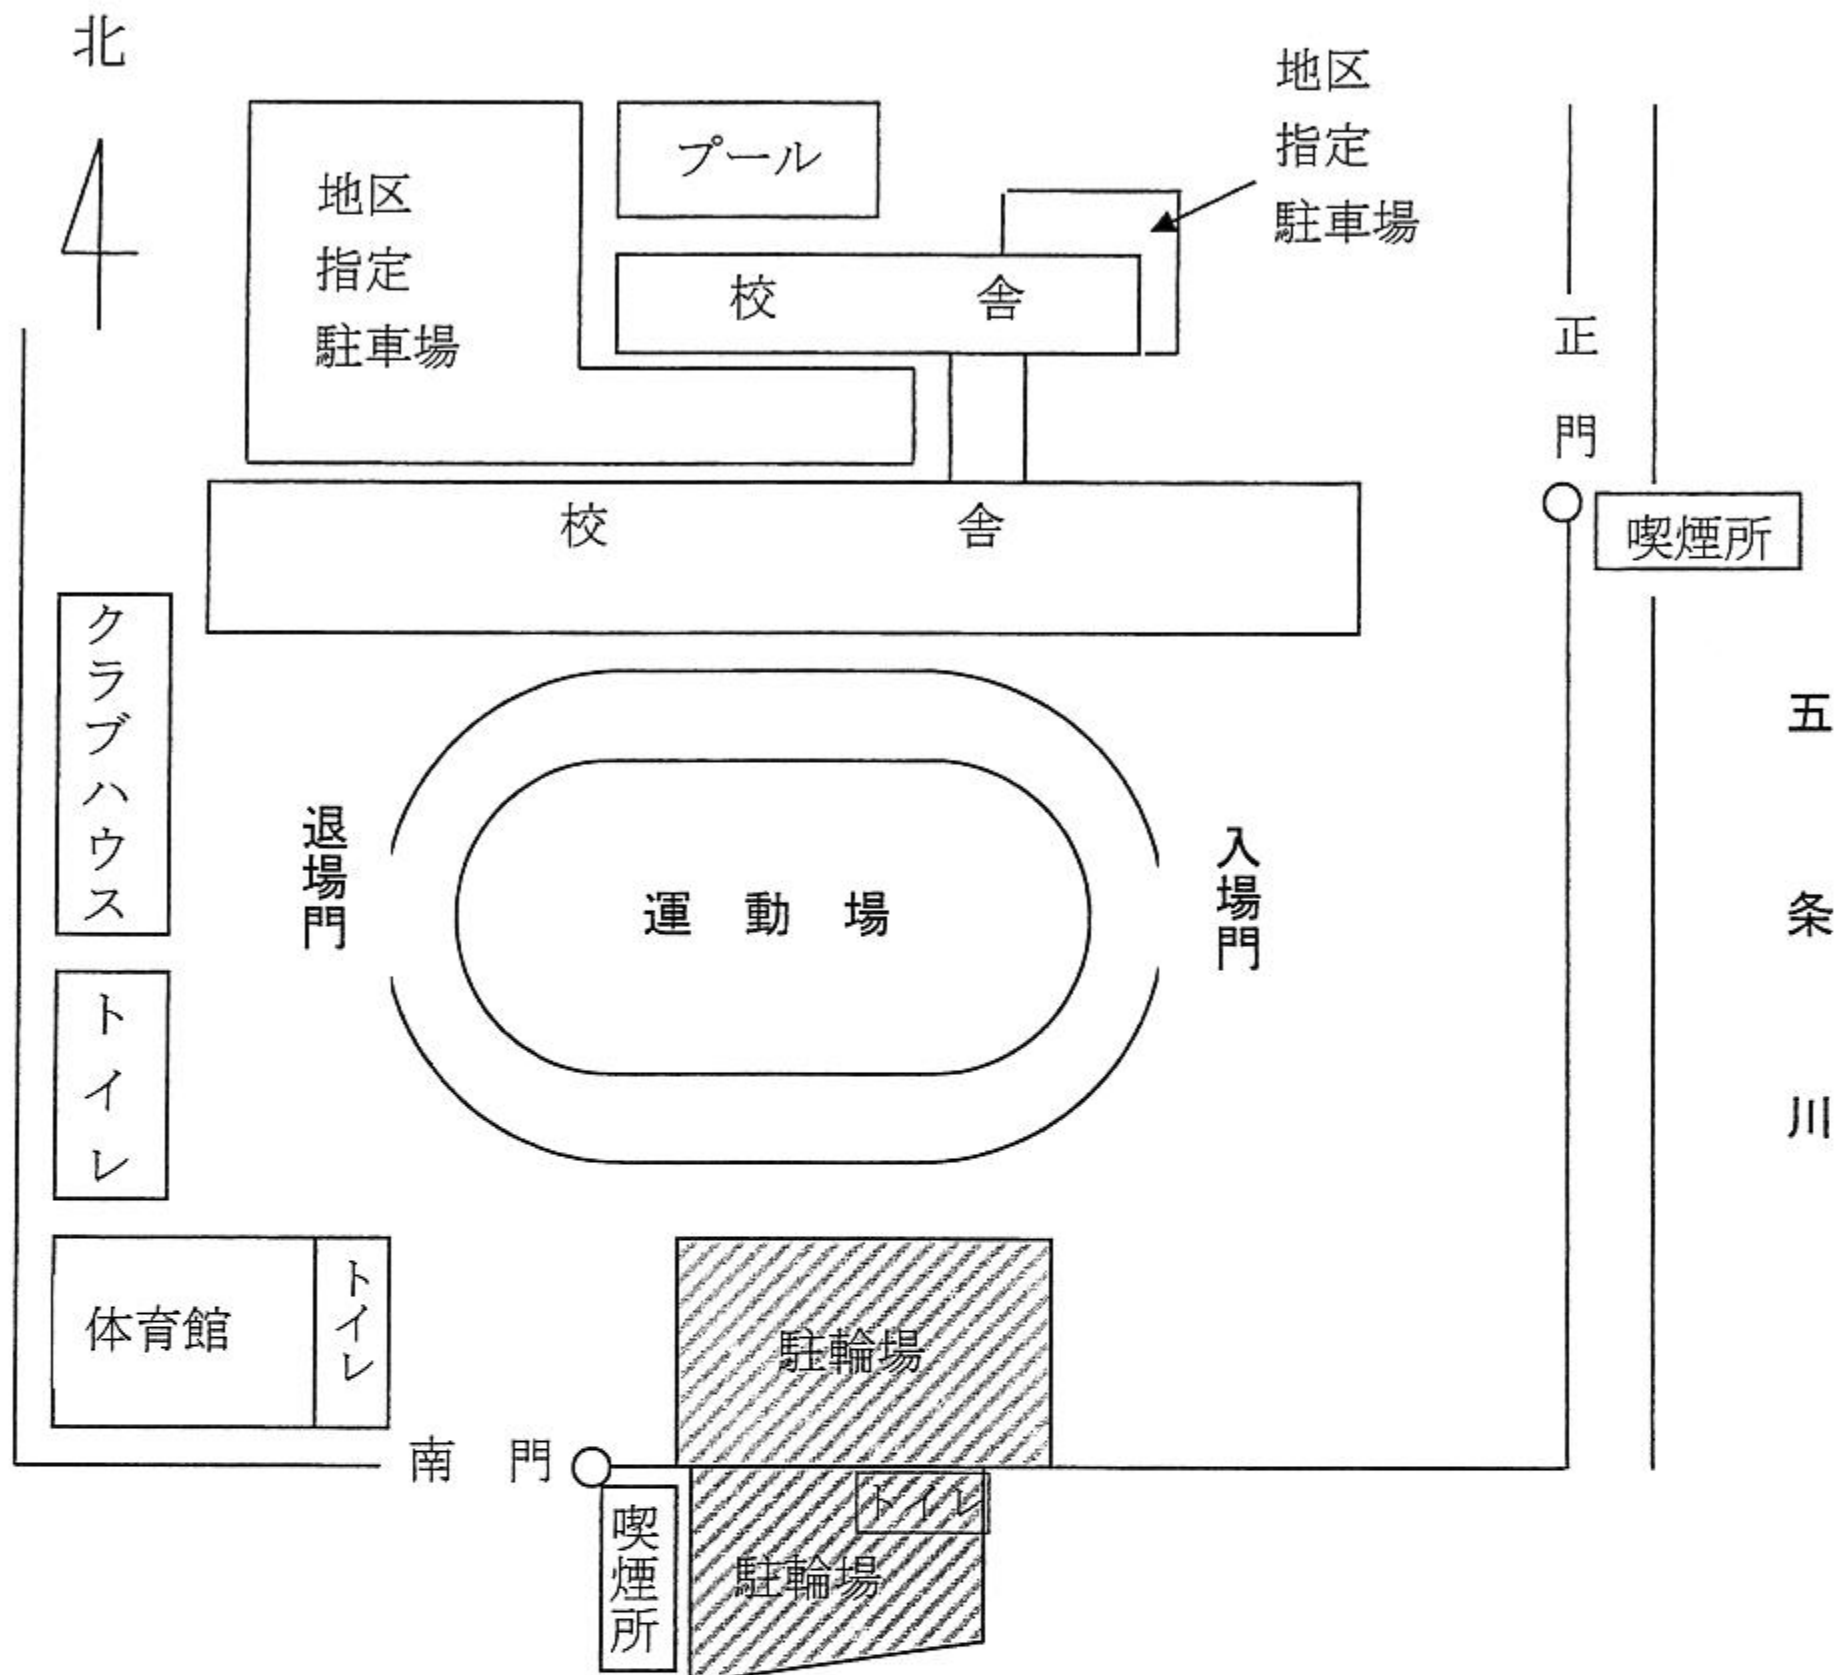 北
地区
指定
駐車場
プール
地区
指定
駐車場
校舎
正門
校舎
喫煙所
クラブハウス
五条川
退場門
運動場
入場門
トイレ
体育館
トイレ
駐輪場
南門
トイレ
喫煙所
駐輪場